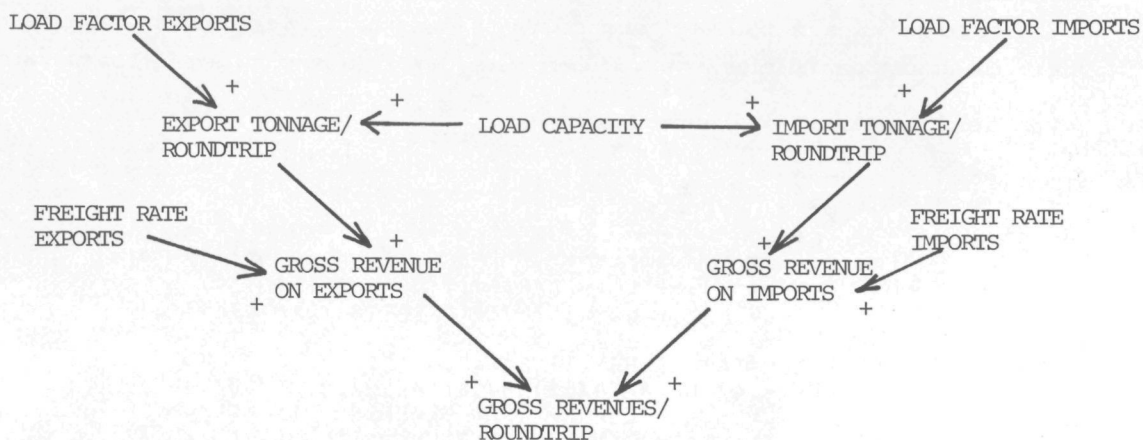 LOAD FACTOR EXPORTS
LOAD FACTOR IMPORTS
+
+
+
+
EXPORT TONNAGE/
ROUNDTRIP
LOAD CAPACITY
IMPORT TONNAGE/
ROUNDTRIP
FREIGHT RATE
EXPORTS
FREIGHT RATE
IMPORTS
+
+
GROSS REVENUE
ON EXPORTS
GROSS REVENUE
ON IMPORTS
+
+
+
+
GROSS REVENUES/
ROUNDTRIP